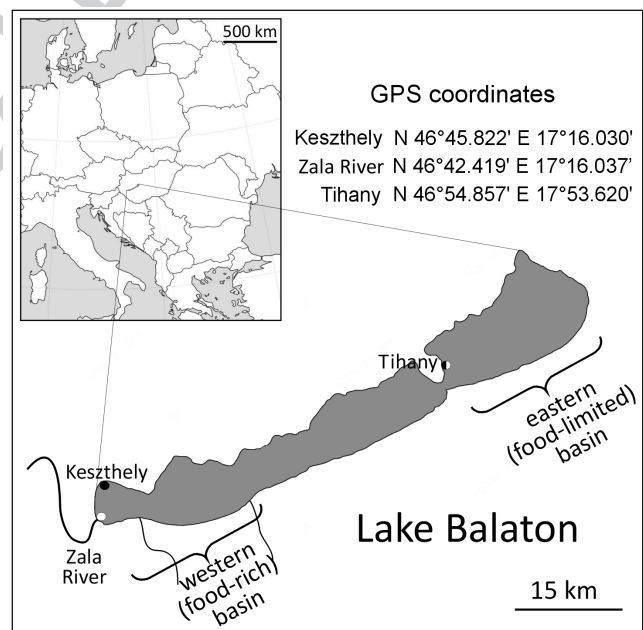 500 km
GPS coordinates
Keszthely N 46°45.822' E 17°16.030'
Zala River N 46°42.419' E 17°16.037'
Tihany N 46°54.857' E 17°53.620'
Tihany
eastern
(food-limited)
basin
Keszthely
Lake Balaton
Zala
River
western
(food-rich)
basin
15 km